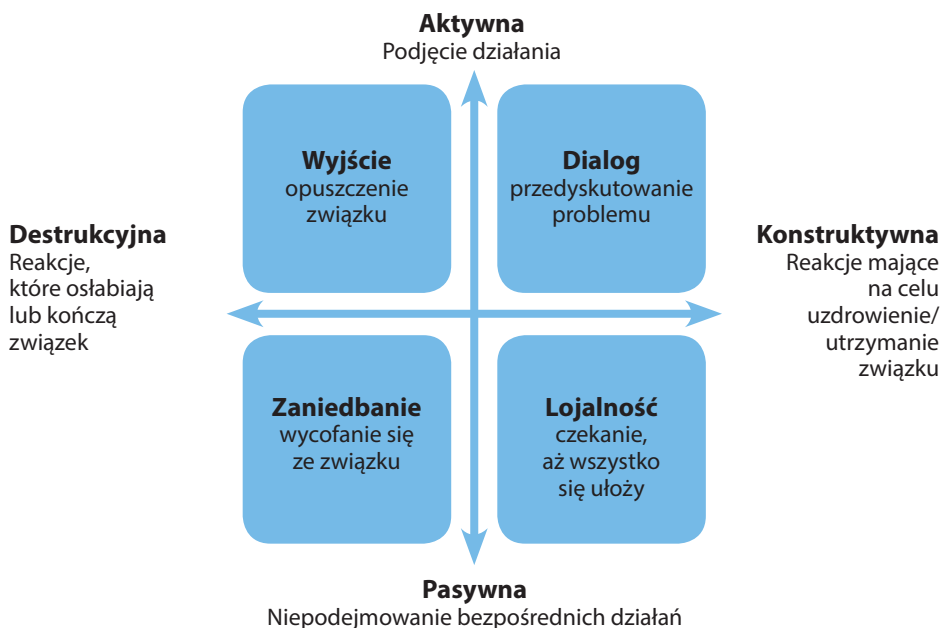 Aktywna
Podjęcie działania
Wyjście
opuszczenie
związku
Dialog
przedyskutowanie
problemu
Destrukcyjna
Reakcje,
które osłabiają
lub kończą
związek
Konstruktywna
Reakcje mające
na celu
uzdrowienie/
utrzymanie
związku
Zaniedbanie
wycofanie się
ze związku
Lojalność
czekanie,
aż wszystko
się ułoży
Pasywna
Niepodejmowanie bezpośrednich działań